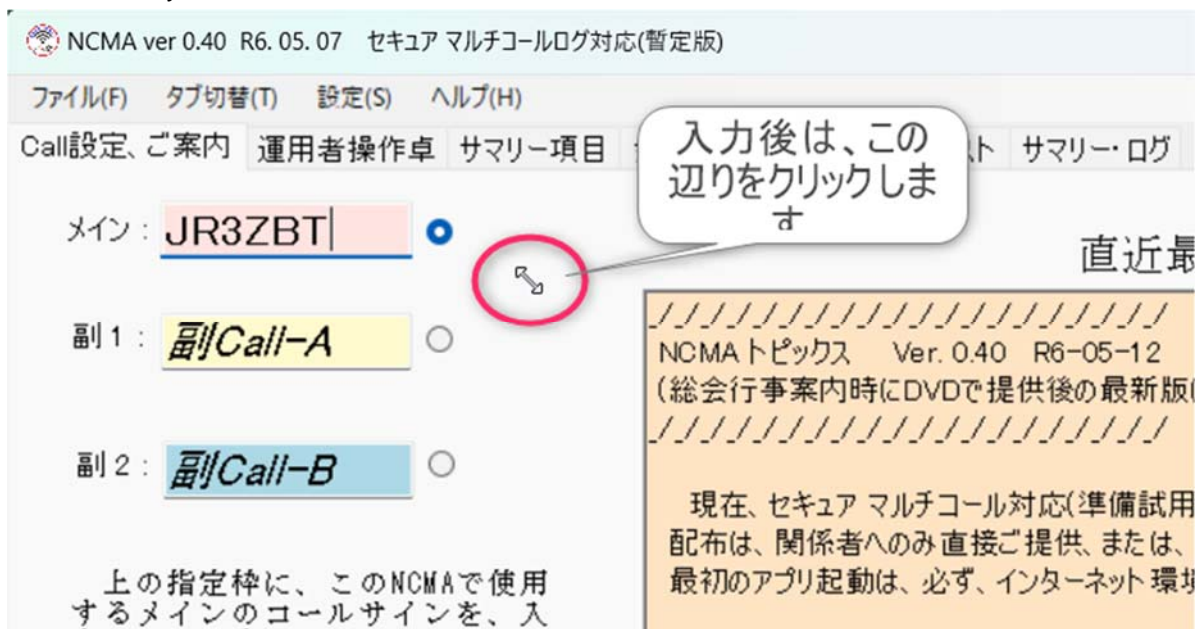 NCMA ver 0.40 R6. 05. 07 セキュア マルチコールログ対応(暫定版)
ファイル(F) タブ切替(T) 設定(S) ヘルプ(H)
Call設定、ご案内 運用者操作卓 サマリー項目 サマリー・ログ
入力後は、この
辺りをクリックしま
す
メイン : JR3ZBT
直近最
副1 : 副Call-A
副2 : 副Call-B
上の指定枠に、このNCMAで使用
するメインのコールサインを、入
_/_/_/_/_/_/_/_/_/_/_/_/_/_/_/_/_/_/_/_/
NCMAトピックス Ver. 0.40 R6-05-12
(総会行事案内時にDVDで提供後の最新版
_/_/_/_/_/_/_/_/_/_/_/_/_/_/_/_/_/_/_/_/
現在、セキュア マルチコール対応(準備試用
配布は、関係者へのみ直接ご提供、または、
最初のアプリ起動は、必ず、インターネット環